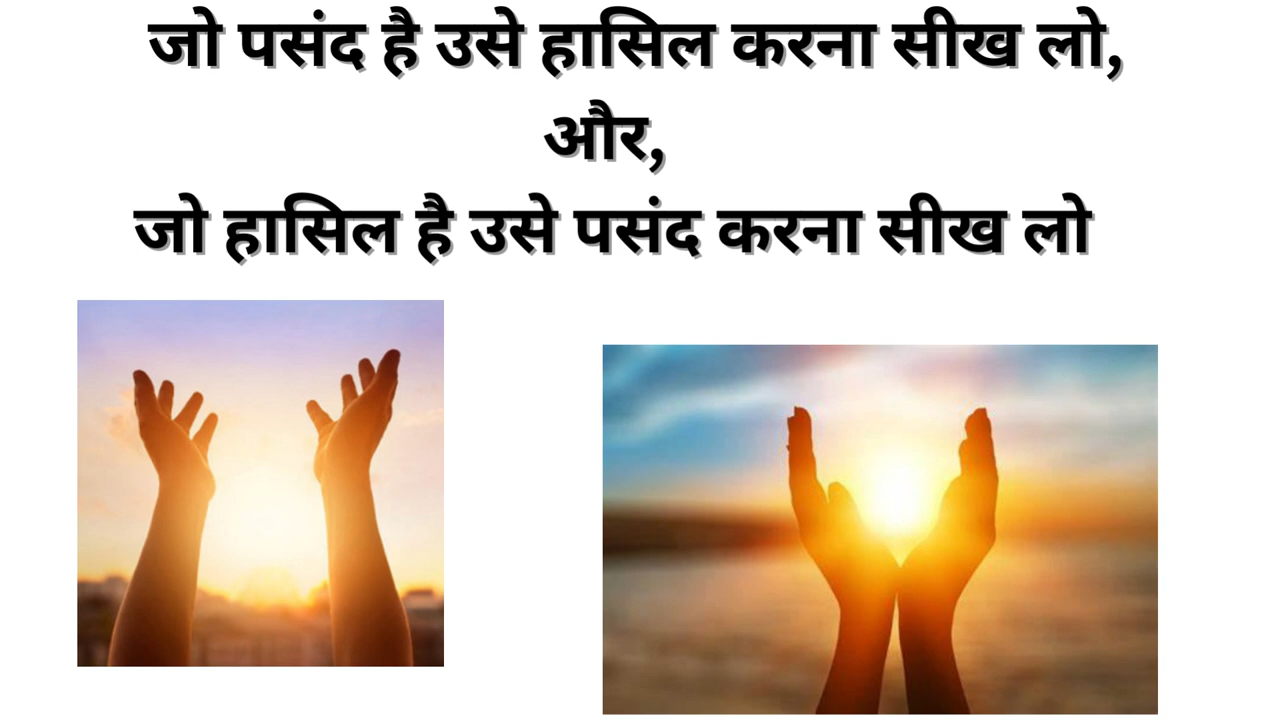 जो पसंद है उसे हासिल करना सीख लो,
और,
जो हासिल है उसे पसंद करना सीख लो